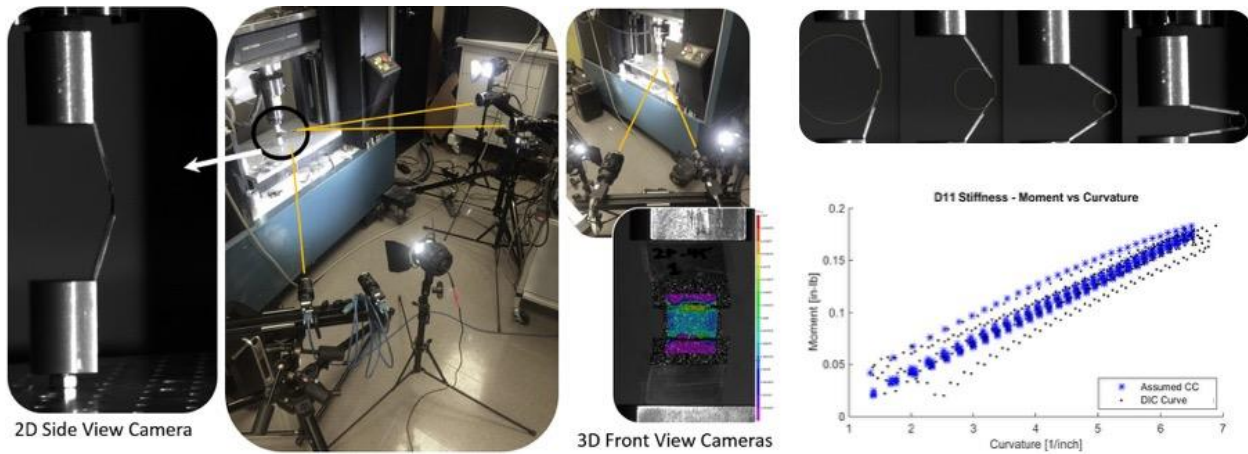 2D Side View Camera
3D Front View Cameras
D11 Stiffness - Moment vs Curvature
Moment [in-lb]
0.2
0.15
0.1
0.05
0
1
2
3
4
5
6
7
Curvature [1/inch]
Assumed CC
DIC Curve